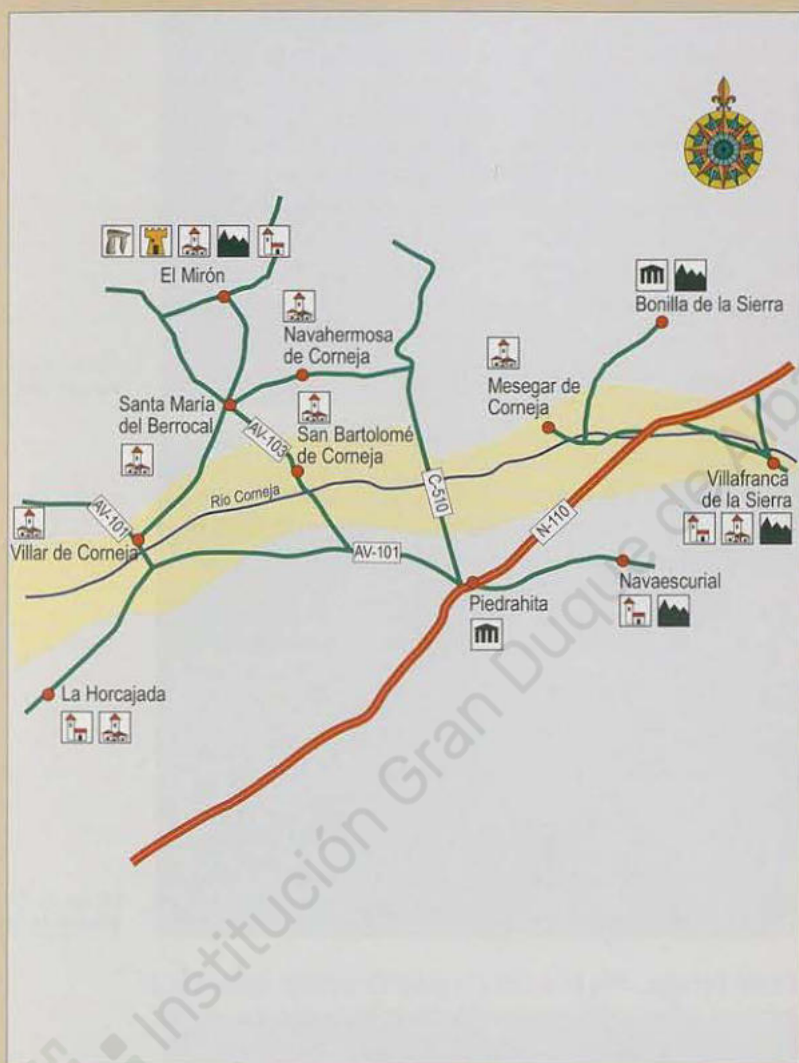 El Mirón
Bonilla de la Sierra
Navahermosa
de Corneja
Mesegar de
Corneja
Santa María
del Berrocal
AV-103
San Bartolomé
de Corneja
Villafranca
de la Sierra
Río Corneja
C-510
N-110
AV-101
Villar de Corneja
AV-101
Piedrahita
Navaescurial
La Horcajada
Institución Gran Duque de Alba